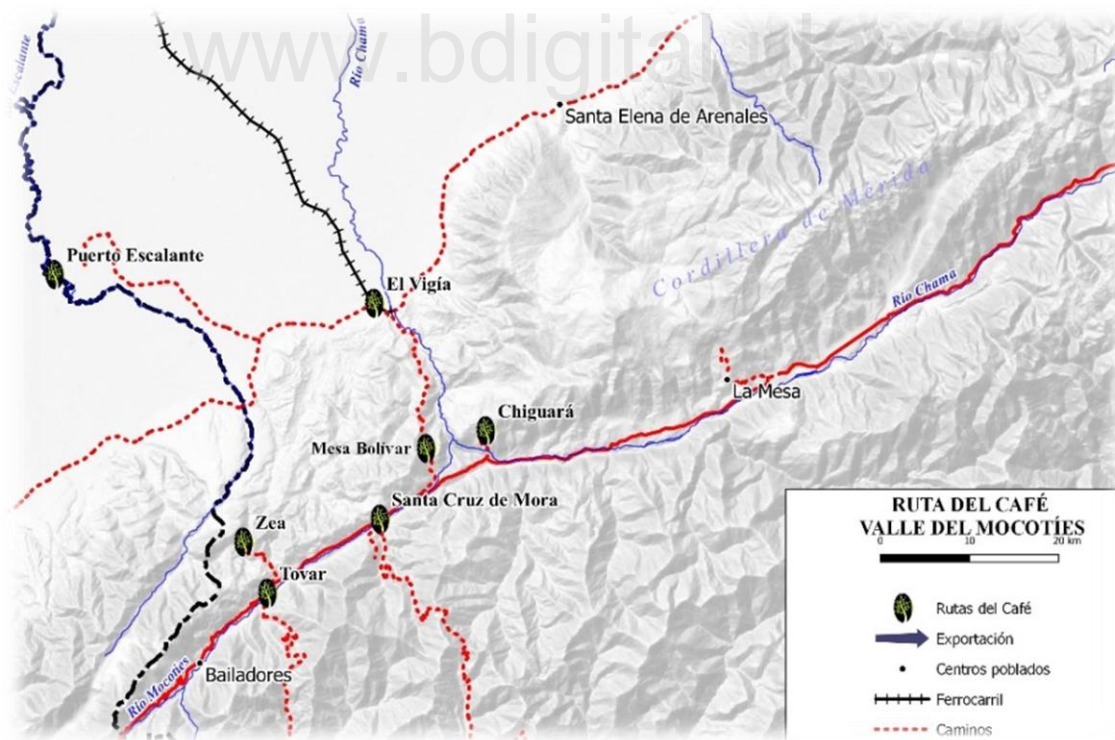 www.bdigital
Río Escalante
Río Chama
Santa Elena de Arenales
Cordillera de Mérida
Puerto Escalante
El Vigía
Río Chama
La Mesa
Chiguará
Mesa Bolívar
Santa Cruz de Mora
Zea
Tovar
Bailadores
Río Mocoties
RUTA DEL CAFÉ
VALLE DEL MOCOTÍES
0 10 20 km
Rutas del Café
Exportación
Centros poblados
Ferrocarril
Caminos